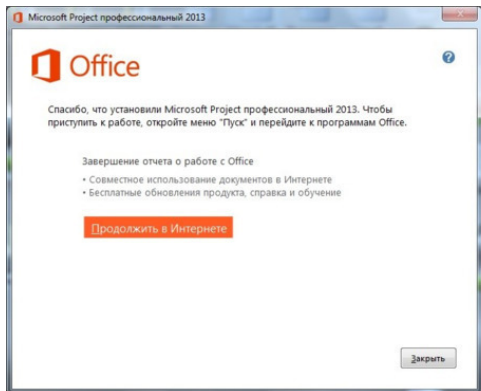 Microsoft Project профессиональный 2013
Office
?
Спасибо, что установили Microsoft Project профессиональный 2013. Чтобы
приступить к работе, откройте меню "Пуск" и перейдите к программам Office.
Завершение отчета о работе с Office
• Совместное использование документов в Интернете
• Бесплатные обновления продукта, справка и обучение
Продолжить в Интернете
Закрыть